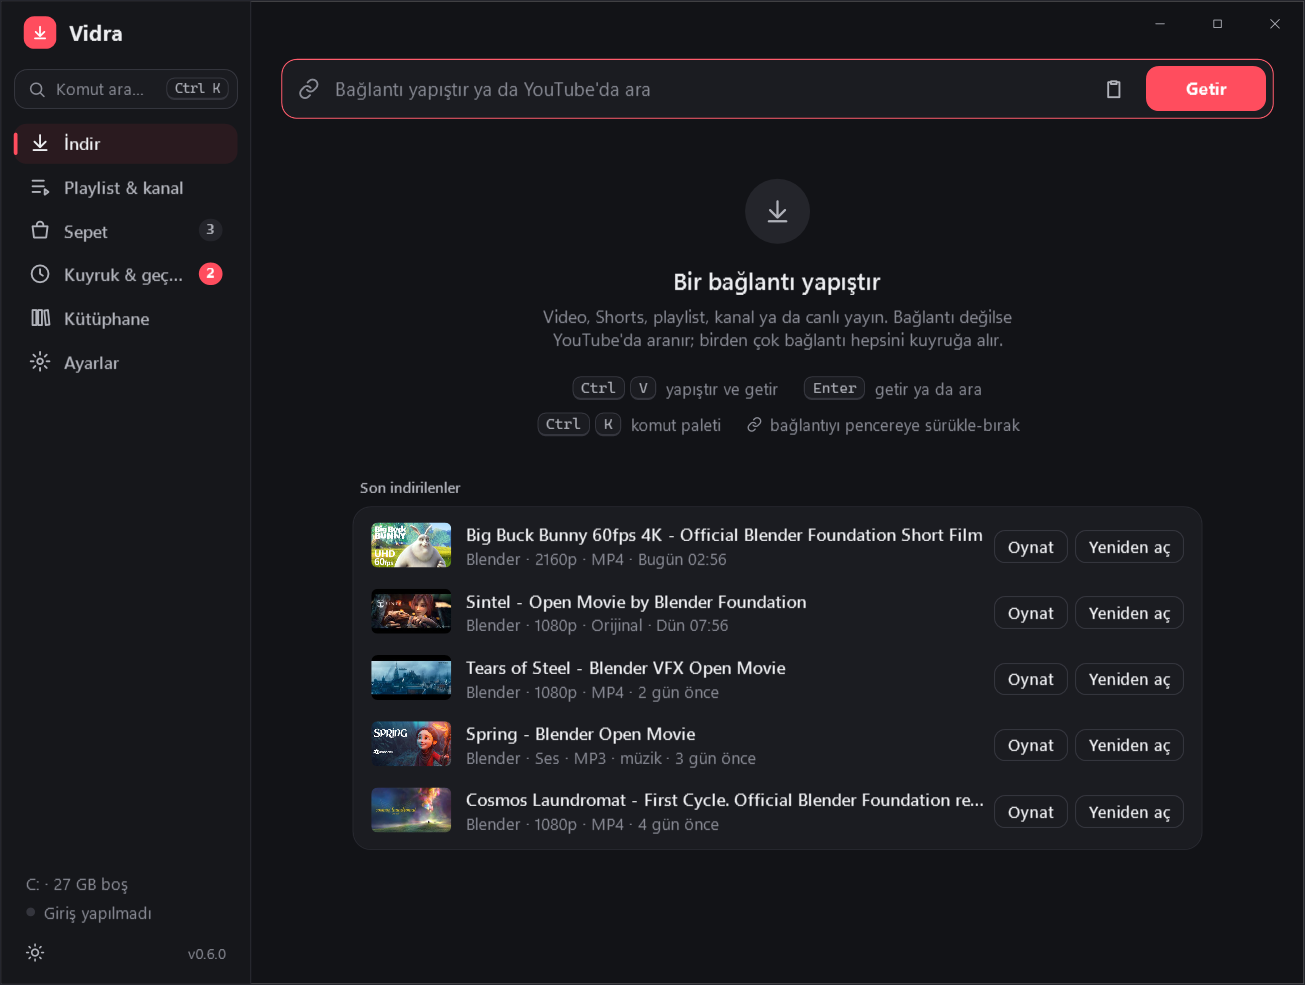 Vidra
Komut ara... Ctrl K
İndir
Playlist & kanal
Sepet 3
Kuyruk & geç... 2
Kütüphane
Ayarlar
C: · 27 GB boş
Giriş yapılmadı
v0.6.0
Bağlantı yapıştır ya da YouTube'da ara
Getir
Bir bağlantı yapıştır
Video, Shorts, playlist, kanal ya da canlı yayın. Bağlantı değilse
YouTube'da aranır; birden çok bağlantı hepsini kuyruğa alır.
Ctrl V yapıştır ve getir Enter getir ya da ara
Ctrl K komut paleti bağlantıyı pencereye sürükle-bırak
Son indirilenler
Big Buck
BUNNY
UHD
60fps
Big Buck Bunny 60fps 4K - Official Blender Foundation Short Film
Blender · 2160p · MP4 · Bugün 02:56
Oynat Yeniden aç
Sintel - Open Movie by Blender Foundation
Blender · 1080p · Orijinal · Dün 07:56
Oynat Yeniden aç
Tears of Steel - Blender VFX Open Movie
Blender · 1080p · MP4 · 2 gün önce
Oynat Yeniden aç
SPRING
Spring - Blender Open Movie
Blender · Ses · MP3 · müzik · 3 gün önce
Oynat Yeniden aç
Cosmos Laundromat - First Cycle. Official Blender Foundation re...
Blender · 1080p · MP4 · 4 gün önce
Oynat Yeniden aç